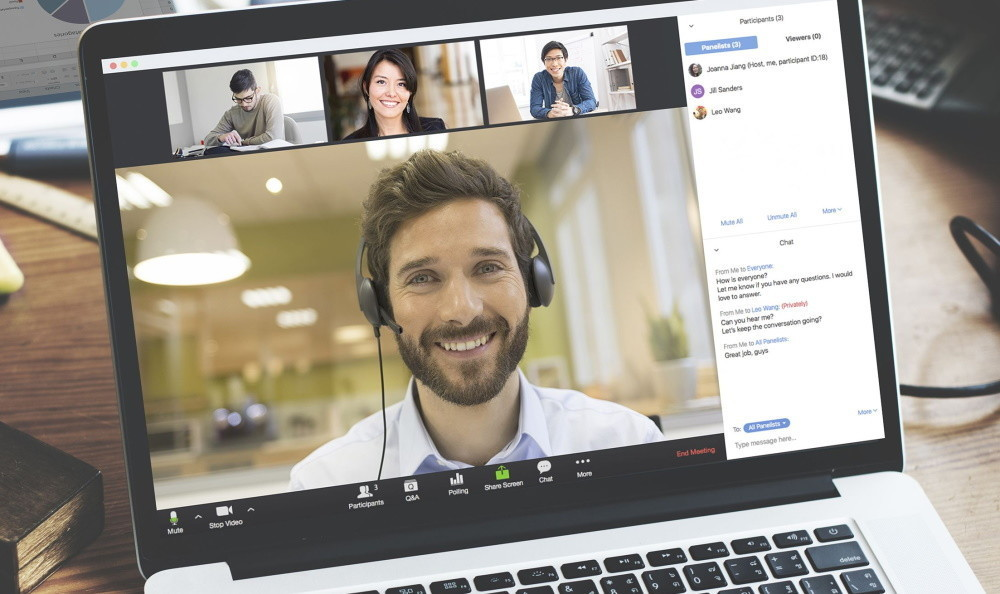 Participants (3)
Panelists (3)
Viewers (0)
Joanna Jiang (Host, me, participant ID:18)
JS
Jill Sanders
Leo Wang
Mute All
Unmute All
More
Chat
From Me to Everyone:
How is everyone?
Let me know if you have any questions. I would
love to answer.
From Me to Leo Wang: (Privately)
Can you hear me?
Let's keep the conversation going?
From Me to All Panelists:
Great job, guys
To:
All Panelists
More
Type message here...
Mute
Stop Video
Participants
3
Q&A
Polling
Share Screen
Chat
More
End Meeting
delete